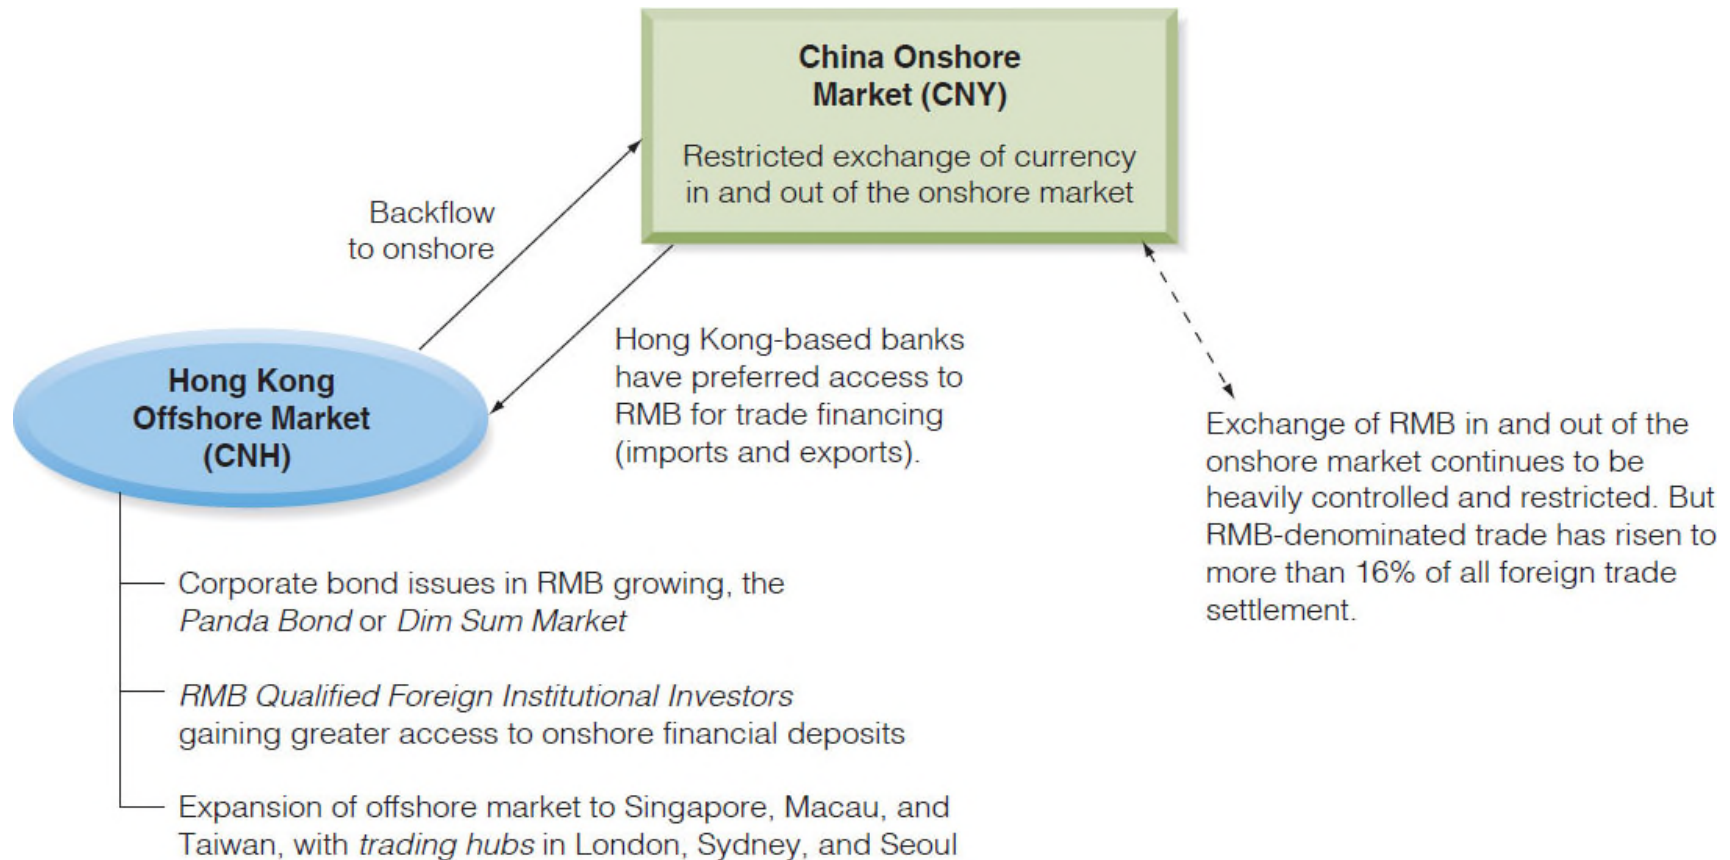 China Onshore
Market (CNY)
Restricted exchange of currency
in and out of the onshore market
Backflow
to onshore
Hong Kong-based banks
have preferred access to
RMB for trade financing
(imports and exports).
Hong Kong
Offshore Market
(CNH)
Exchange of RMB in and out of the
onshore market continues to be
heavily controlled and restricted. But
RMB-denominated trade has risen to
more than 16% of all foreign trade
settlement.
Corporate bond issues in RMB growing, the
Panda Bond or Dim Sum Market
RMB Qualified Foreign Institutional Investors
gaining greater access to onshore financial deposits
Expansion of offshore market to Singapore, Macau, and
Taiwan, with trading hubs in London, Sydney, and Seoul